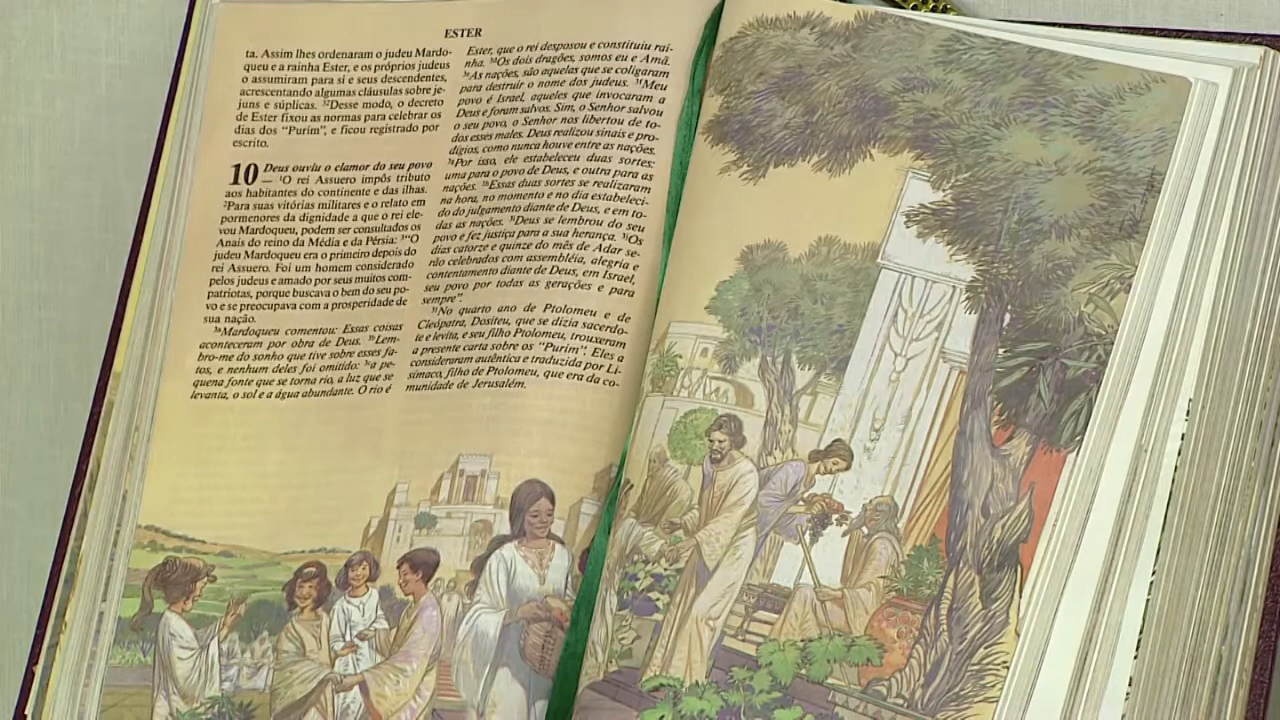 ESTER
ta. Assim lhes ordenaram o judeu Mardo-
queu e a rainha Ester, e os próprios judeus
o assumiram para si e seus descendentes,
acrescentando algumas cláusulas sobre je-
juns e súplicas. ³²Desse modo, o decreto
de Ester fixou as normas para celebrar os
dias dos “Purim”, e ficou registrado por
escrito.
10 Deus ouviu o clamor do seu povo
— ¹O rei Assuero impôs tributo
aos habitantes do continente e das ilhas.
²Para suas vitórias militares e o relato em
pormenores da dignidade a que o rei ele-
vou Mardoqueu, podem ser consultados os
Anais do reino da Média e da Pérsia: ³“O
judeu Mardoqueu era o primeiro depois do
rei Assuero. Foi um homem considerado
pelos judeus e amado por seus muitos com-
patriotas, porque buscava o bem do seu po-
vo e se preocupava com a prosperidade de
sua nação.
³ᵃMardoqueu comentou: Essas coisas
aconteceram por obra de Deus. ³ᵇLem-
bro-me do sonho que tive sobre esses fa-
tos, e nenhum deles foi omitido: ³ᶜa pe-
quena fonte que se torna rio, a luz que se
levanta, o sol e a água abundante. O rio é
Ester, que o rei desposou e constituiu rai-
nha. ³ᵈOs dois dragões, somos eu e Amã.
³ᵉAs nações, são aquelas que se coligaram
para destruir o nome dos judeus. ³ᶠMeu
povo é Israel, aqueles que invocaram a
Deus e foram salvos. Sim, o Senhor salvou
o seu povo, o Senhor nos libertou de to-
dos esses males. Deus realizou sinais e pro-
dígios, como nunca houve entre as nações.
³ᵍPor isso, ele estabeleceu duas sortes:
uma para o povo de Deus, e outra para as
nações. ³ʰEssas duas sortes se realizaram
na hora, no momento e no dia estabeleci-
do do julgamento diante de Deus, e em to-
das as nações. ³ⁱDeus se lembrou do seu
povo e fez justiça para a sua herança. ³ʲOs
dias catorze e quinze do mês de Adar se-
rão celebrados com assembléia, alegria e
contentamento diante de Deus, em Israel,
seu povo por todas as gerações e para
sempre”.
³ˡNo quarto ano de Ptolomeu e de
Cleópatra, Dositeu, que se dizia sacerdo-
te e levita, e seu filho Ptolomeu, trouxeram
a presente carta sobre os “Purim”. Eles a
consideraram autêntica e traduzida por Li-
símaco, filho de Ptolomeu, que era da co-
munidade de Jerusalém.